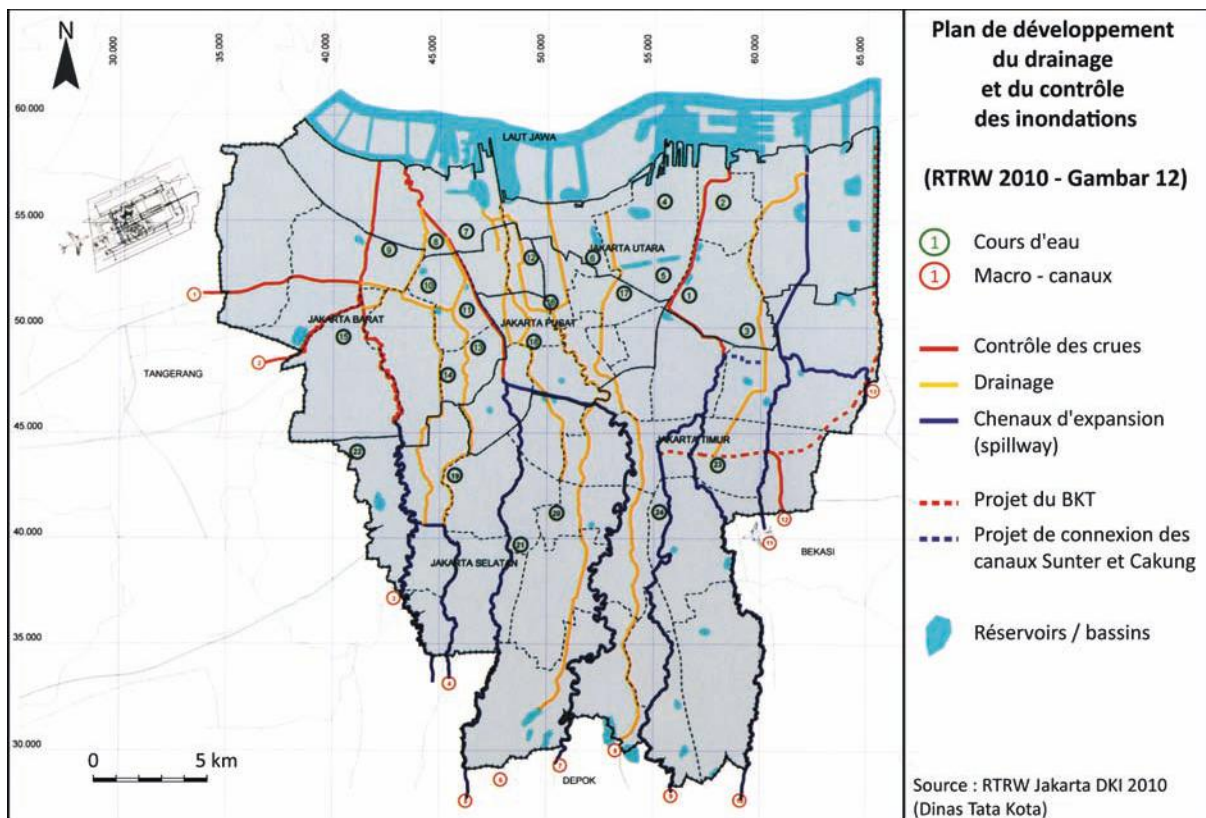 N
30.000
35.000
40.000
45.000
50.000
55.000
60.000
65.000
60.000
55.000
50.000
45.000
40.000
35.000
30.000
LAUT JAWA
JAKARTA UTARA
JAKARTA BARAT
JAKARTA PUSAT
TANGERANG
JAKARTA TIMUR
JAKARTA SELATAN
BEKASI
DEPOK
0 5 km
Plan de développement
du drainage
et du contrôle
des inondations
(RTRW 2010 - Gambar 12)
1 Cours d'eau
1 Macro - canaux
Contrôle des crues
Drainage
Chenaux d'expansion
(spillway)
Projet du BKT
Projet de connexion des
canaux Sunter et Cakung
Réservoirs / bassins
Source : RTRW Jakarta DKI 2010
(Dinas Tata Kota)